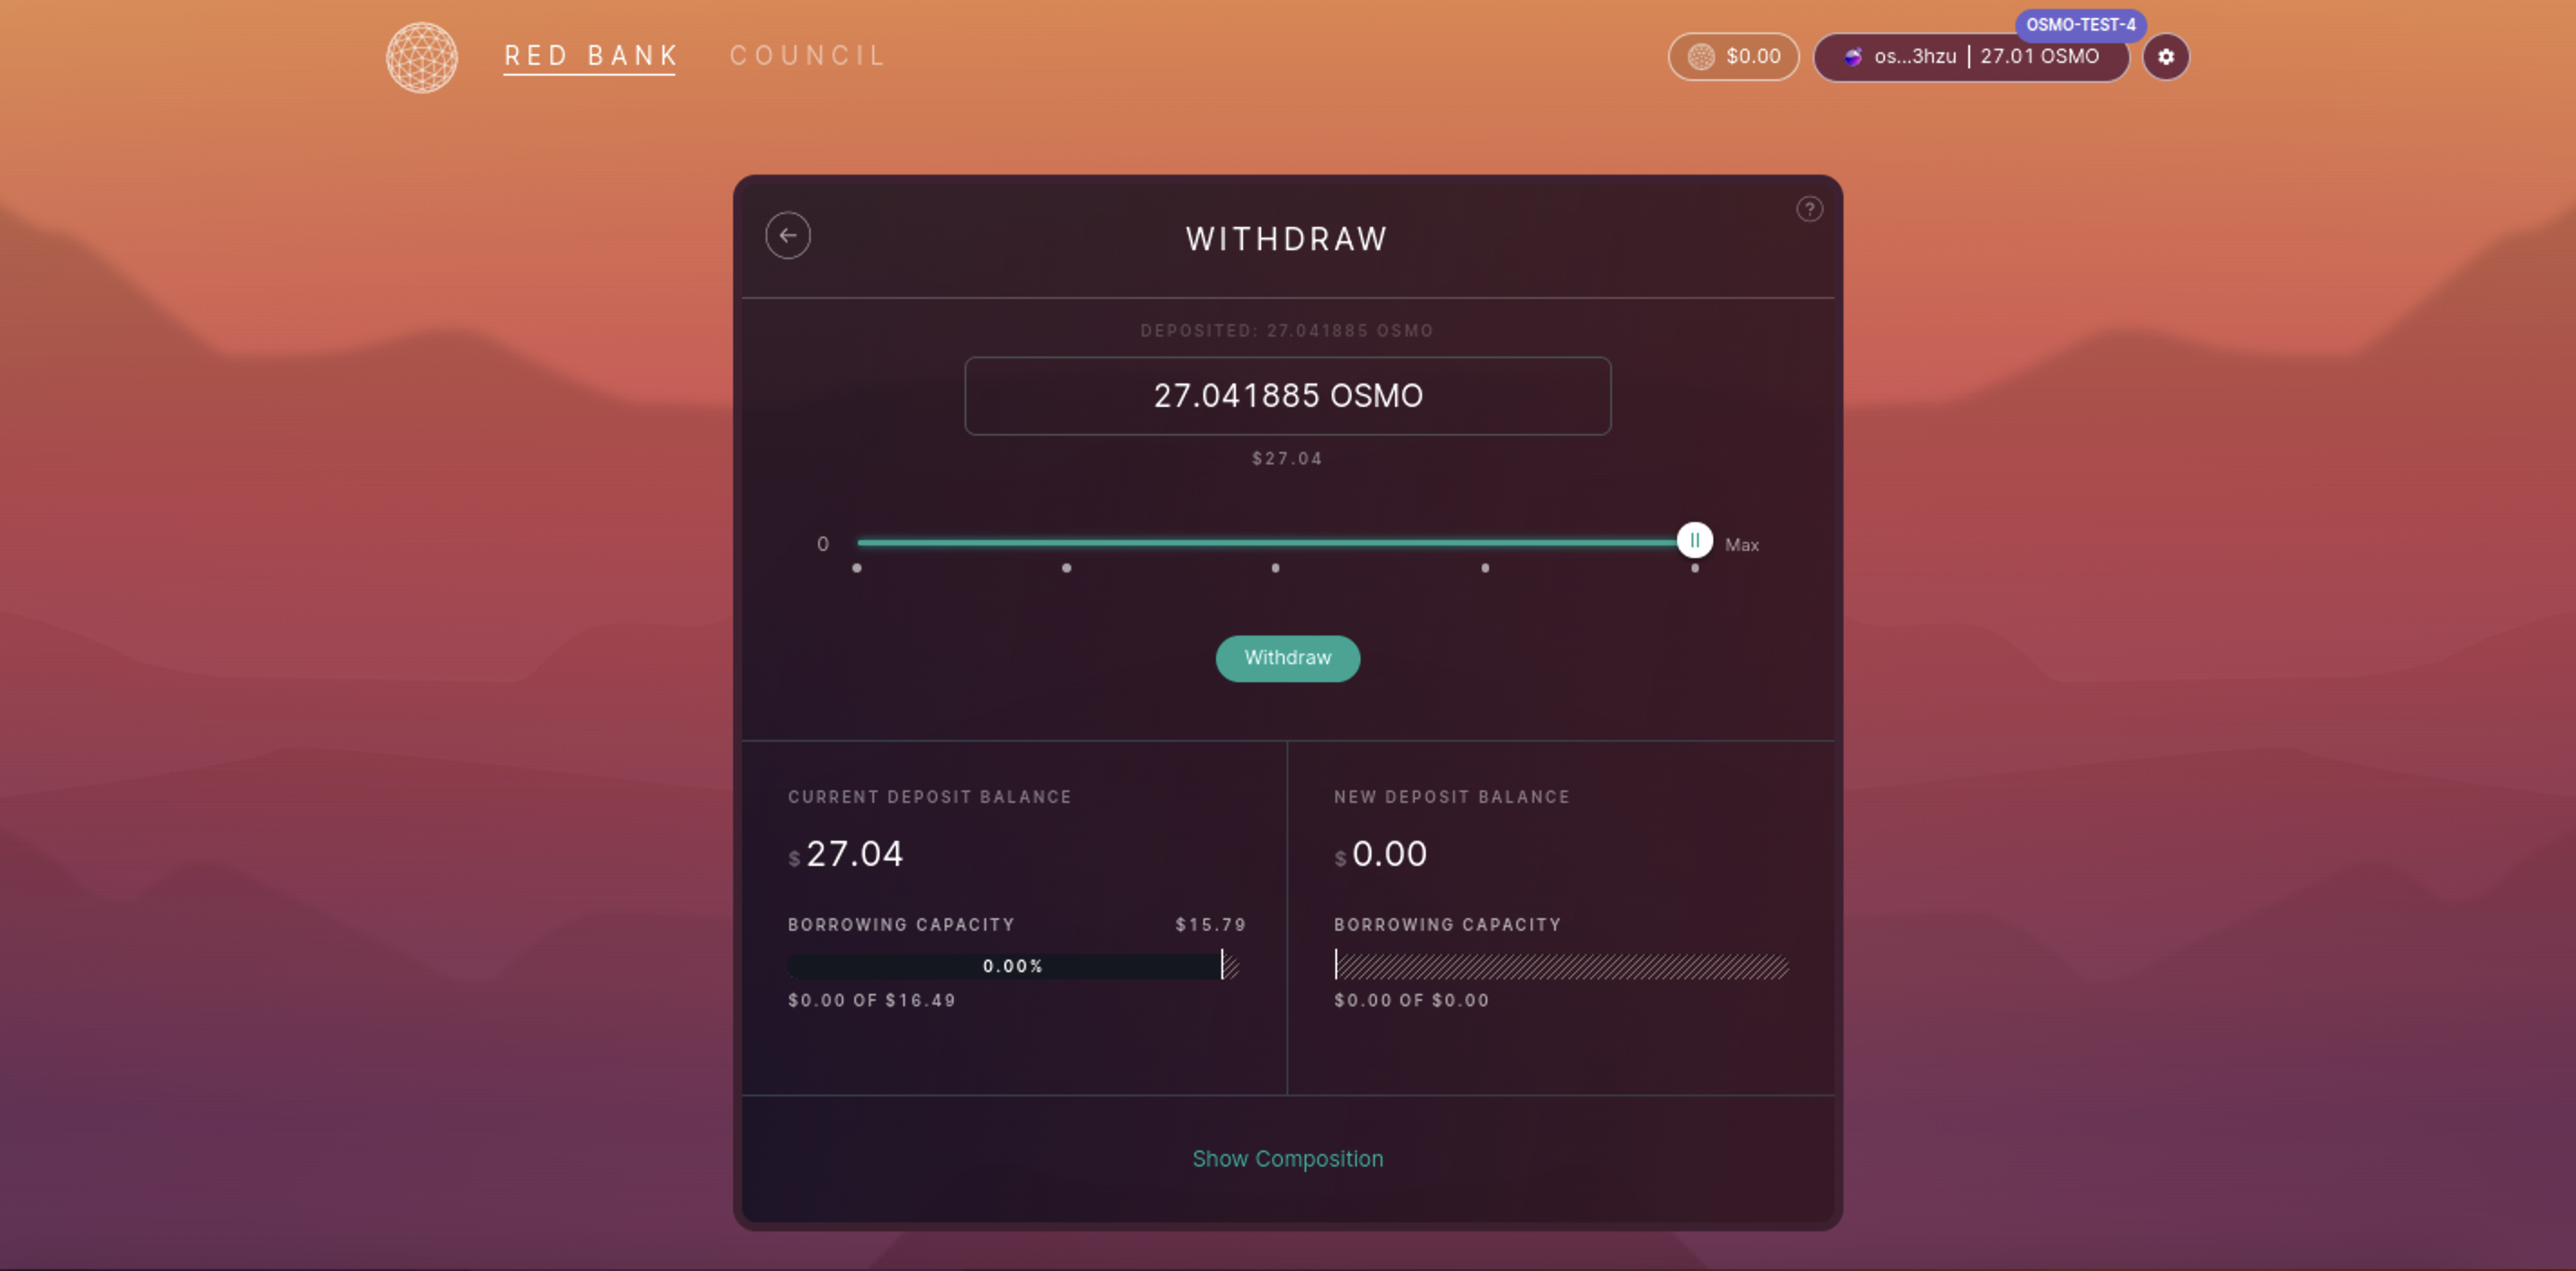 RED BANK
COUNCIL
$0.00
OSMO-TEST-4
os...3hzu | 27.01 OSMO
?
WITHDRAW
DEPOSITED: 27.041885 OSMO
27.041885 OSMO
$27.04
0
Max
Withdraw
CURRENT DEPOSIT BALANCE
$ 27.04
BORROWING CAPACITY $15.79
0.00%
$0.00 OF $16.49
NEW DEPOSIT BALANCE
$ 0.00
BORROWING CAPACITY
$0.00 OF $0.00
Show Composition